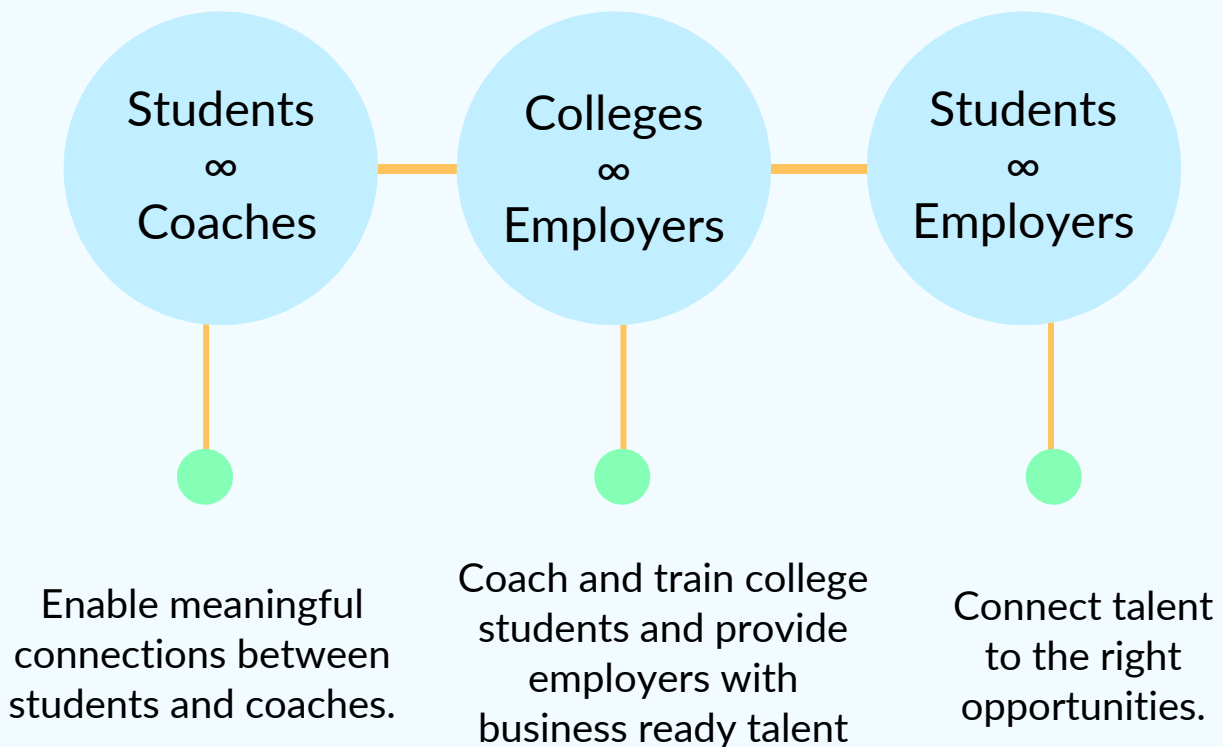 Students
∞
Coaches
Colleges
∞
Employers
Students
∞
Employers
Enable meaningful
connections between
students and coaches.
Coach and train college
students and provide
employers with
business ready talent
Connect talent
to the right
opportunities.